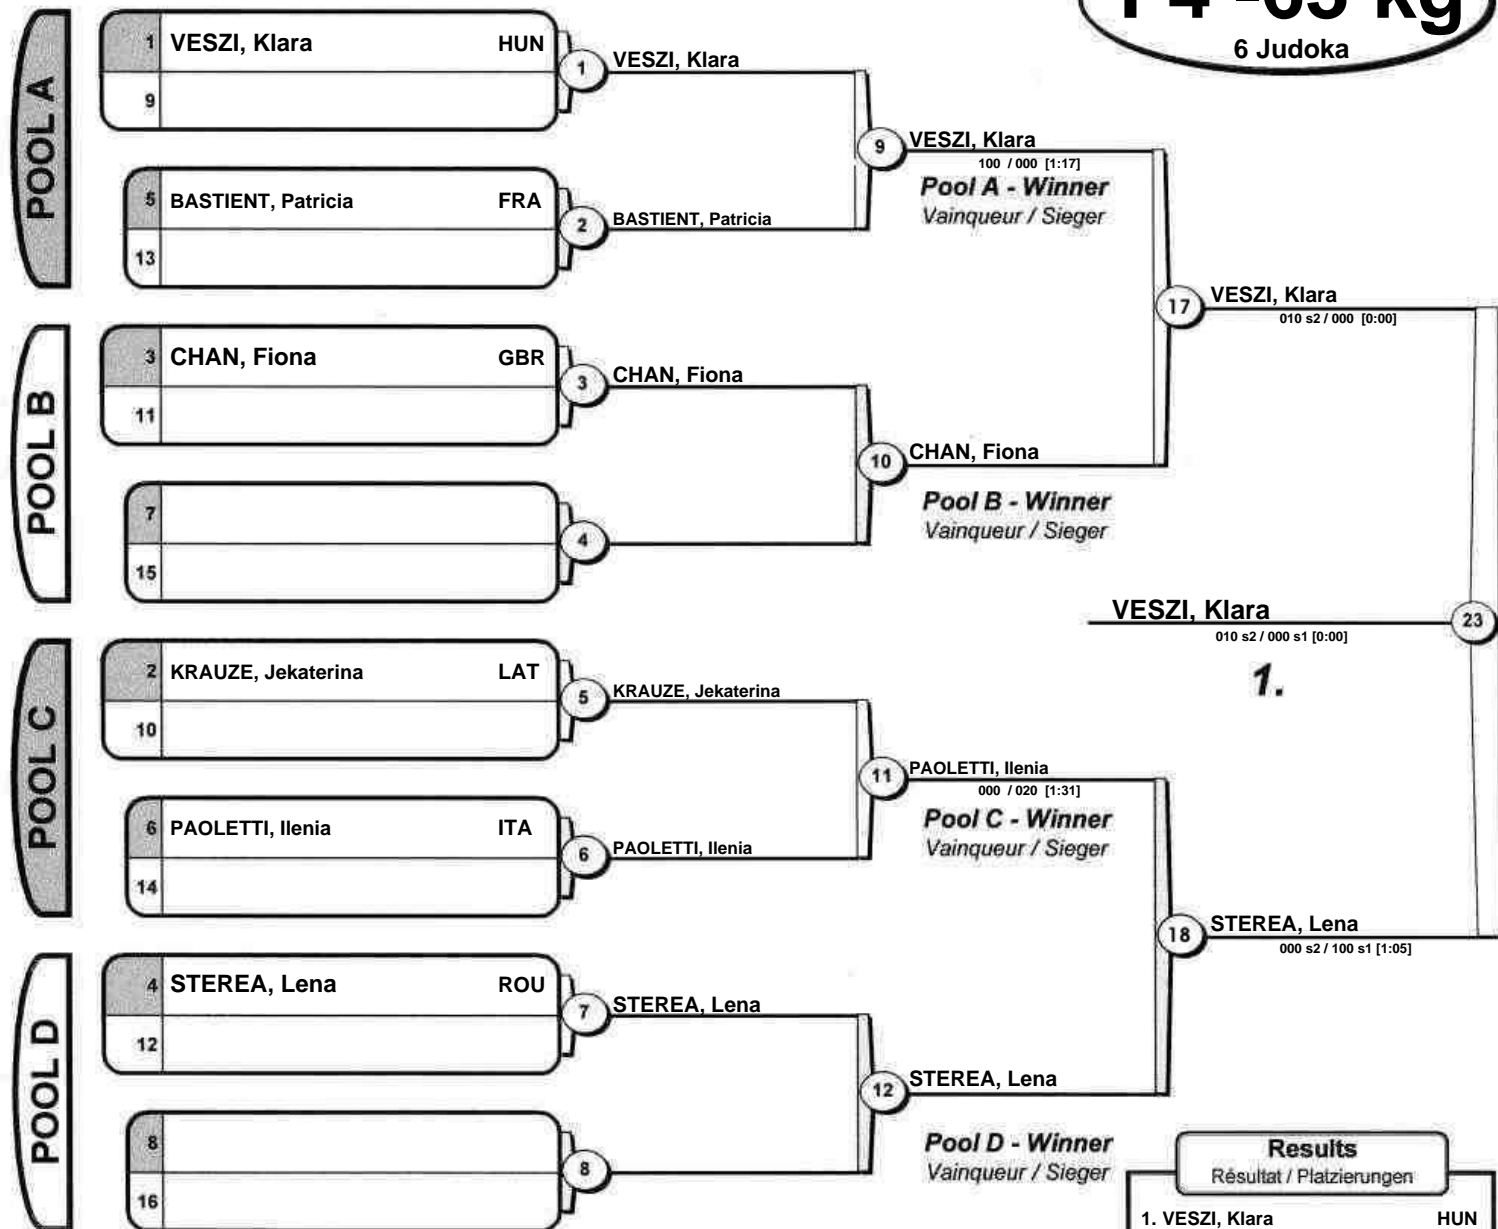 F4 -63 kg
6 Judoka
POOL A
1 VESZI, Klara HUN
9
1 VESZI, Klara
5 BASTIENT, Patricia FRA
13
2 BASTIENT, Patricia
9 VESZI, Klara
100 / 000 [1:17]
Pool A - Winner
Vainqueur / Sieger
POOL B
3 CHAN, Fiona GBR
11
3 CHAN, Fiona
7
15
4
10 CHAN, Fiona
Pool B - Winner
Vainqueur / Sieger
17 VESZI, Klara
010 s2 / 000 [0:00]
VESZI, Klara 23
010 s2 / 000 s1 [0:00]
1.
POOL C
2 KRAUZE, Jekaterina LAT
10
5 KRAUZE, Jekaterina
6 PAOLETTI, Ilenia ITA
14
6 PAOLETTI, Ilenia
11 PAOLETTI, Ilenia
000 / 020 [1:31]
Pool C - Winner
Vainqueur / Sieger
POOL D
4 STEREA, Lena ROU
12
7 STEREA, Lena
8
16
8
12 STEREA, Lena
Pool D - Winner
Vainqueur / Sieger
18 STEREA, Lena
000 s2 / 100 s1 [1:05]
Results
Résultat / Platzierungen
1. VESZI, Klara HUN